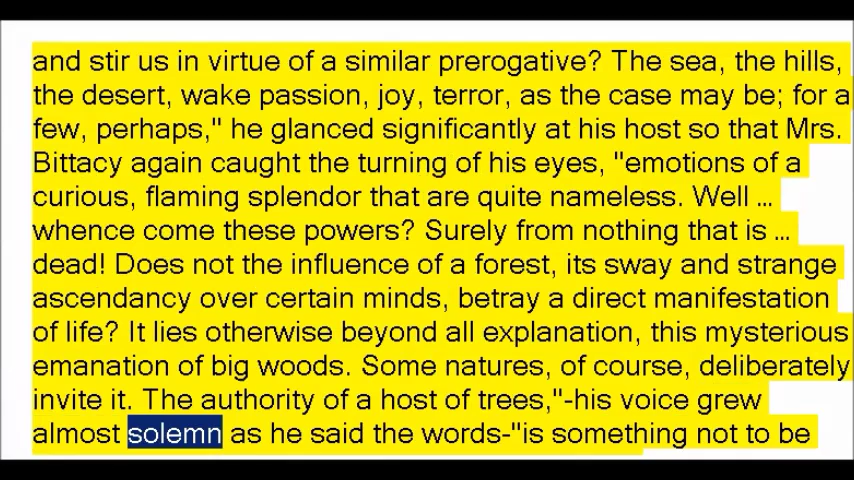 and stir us in virtue of a similar prerogative? The sea, the hills,
the desert, wake passion, joy, terror, as the case may be; for a
few, perhaps," he glanced significantly at his host so that Mrs.
Bittacy again caught the turning of his eyes, "emotions of a
curious, flaming splendor that are quite nameless. Well ...
whence come these powers? Surely from nothing that is ...
dead! Does not the influence of a forest, its sway and strange
ascendancy over certain minds, betray a direct manifestation
of life? It lies otherwise beyond all explanation, this mysterious
emanation of big woods. Some natures, of course, deliberately
invite it. The authority of a host of trees,"-his voice grew
almost solemn as he said the words-"is something not to be